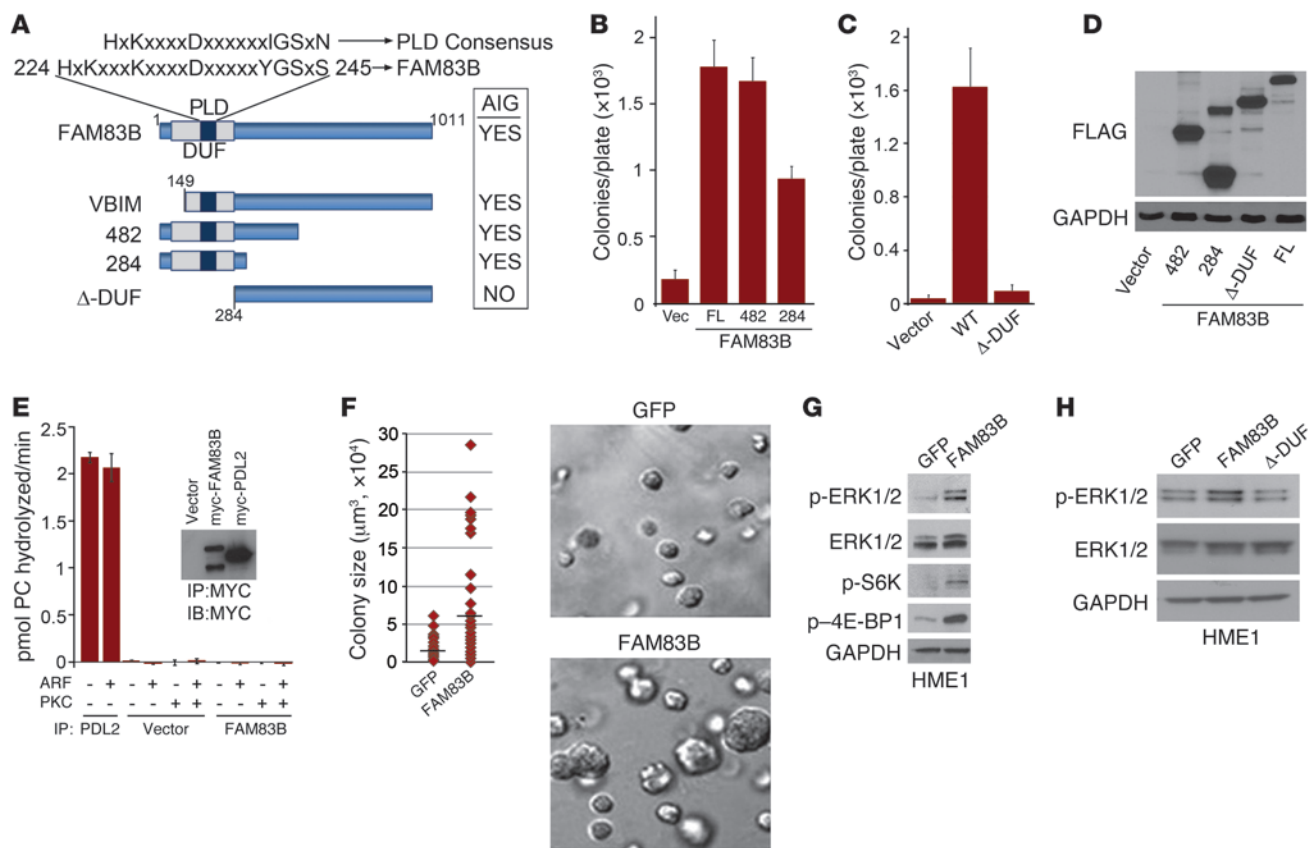 A
HxKxxxxDxxxxxxIGSxN PLD Consensus
224 HxKxxxKxxxxDxxxxxYGSxS 245 FAM83B
PLD
AIG
1
1011
FAM83B
YES
DUF
149
VBIM
YES
482
YES
284
YES
Δ-DUF
NO
284
B
Colonies/plate (×10³)
2
1.5
1
0.5
0
Vec FL 482 284
FAM83B
C
Colonies/plate (×10³)
2
1.6
1.2
0.8
0.4
0
Vector WT Δ-DUF
D
FLAG
GAPDH
Vector 482 284 Δ-DUF FL
FAM83B
E
pmol PC hydrolyzed/min
2.5
2
1.5
1
0.5
0
Vector
myc-FAM83B
myc-PDL2
IP:MYC
IB:MYC
ARF - + - + - + - + - +
PKC - - + + - - + +
IP: PDL2 Vector FAM83B
F
Colony size (µm³, ×10⁴)
30
25
20
15
10
5
0
GFP
FAM83B
GFP
FAM83B
G
GFP
FAM83B
p-ERK1/2
ERK1/2
p-S6K
p–4E-BP1
GAPDH
HME1
H
GFP FAM83B Δ-DUF
p-ERK1/2
ERK1/2
GAPDH
HME1